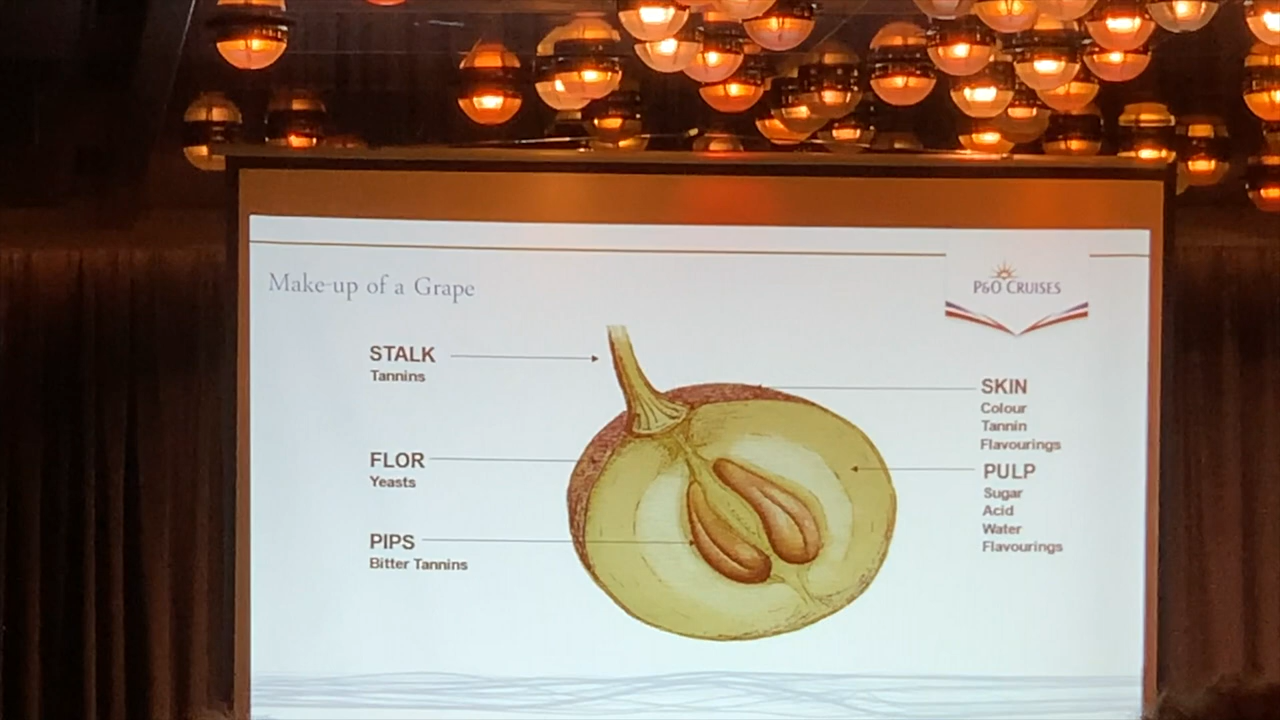 Make-up of a Grape
P&O CRUISES
STALK
Tannins
FLOR
Yeasts
PIPS
Bitter Tannins
SKIN
Colour
Tannin
Flavourings
PULP
Sugar
Acid
Water
Flavourings